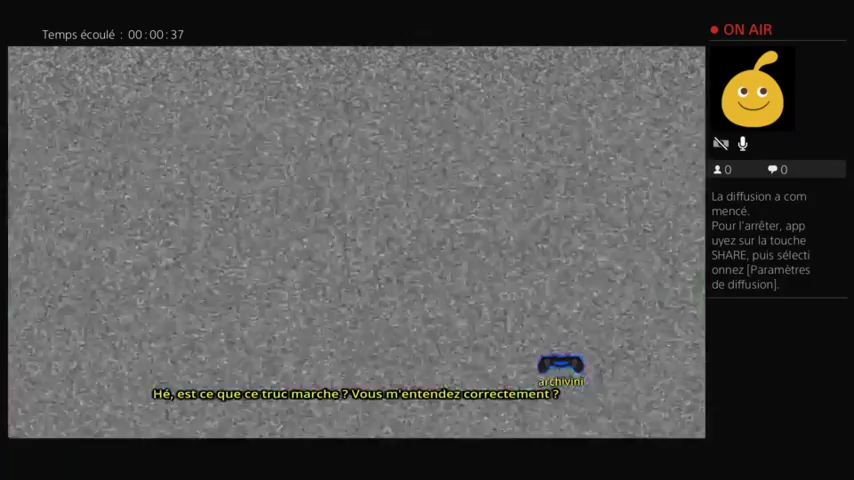 Temps écoulé : 00:00:37
ON AIR
0 0
La diffusion a com
mencé.
Pour l'arrêter, app
uyez sur la touche
SHARE, puis sélecti
onnez [Paramètres
de diffusion].
archivini
Hé, est ce que ce truc marche ? Vous m'entendez correctement ?